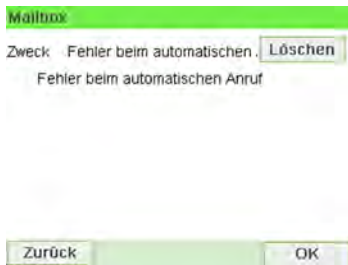 Mailbox
Zweck Fehler beim automatischen . Löschen
Fehler beim automatischen Anruf
Zurück OK